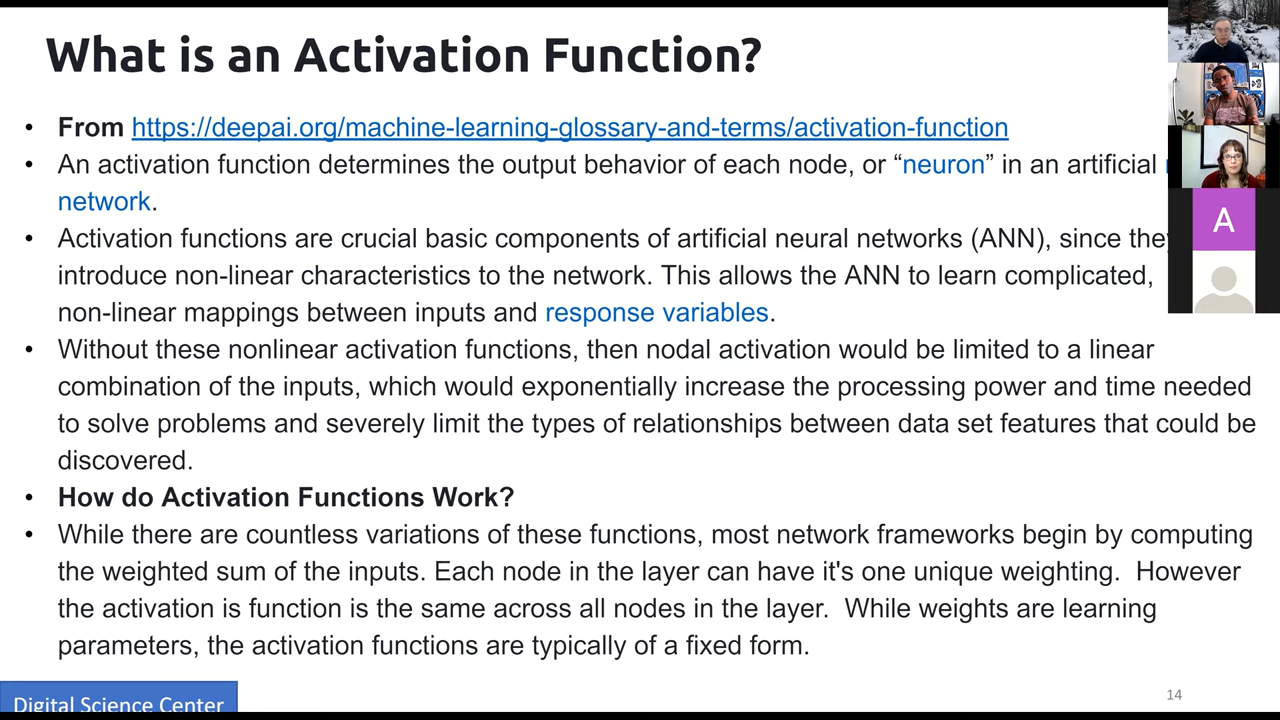 What is an Activation Function?
• From https://deepai.org/machine-learning-glossary-and-terms/activation-function
• An activation function determines the output behavior of each node, or “neuron” in an artificial
network.
• Activation functions are crucial basic components of artificial neural networks (ANN), since they
introduce non-linear characteristics to the network. This allows the ANN to learn complicated,
non-linear mappings between inputs and response variables.
• Without these nonlinear activation functions, then nodal activation would be limited to a linear
combination of the inputs, which would exponentially increase the processing power and time needed
to solve problems and severely limit the types of relationships between data set features that could be
discovered.
• How do Activation Functions Work?
• While there are countless variations of these functions, most network frameworks begin by computing
the weighted sum of the inputs. Each node in the layer can have it's one unique weighting.  However
the activation is function is the same across all nodes in the layer.  While weights are learning
parameters, the activation functions are typically of a fixed form.
A
14
Digital Science Center